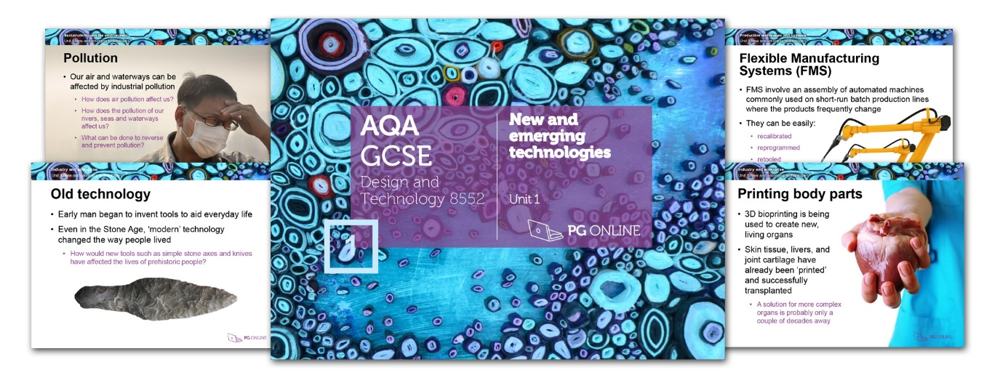 Sustainability and the environment
Unit 1 New and emerging technologies
Pollution
• Our air and waterways can be
affected by industrial pollution
• How does air pollution affect us?
• How does the pollution of our
rivers, seas and waterways
affect us?
• What can be done to reverse
and prevent pollution?
Industry and enterprise
Unit 1 New and emerging technologies
Old technology
• Early man began to invent tools to aid everyday life
• Even in the Stone Age, ‘modern’ technology
changed the way people lived
• How would new tools such as simple stone axes and knives
have affected the lives of prehistoric people?
PG ONLINE
AQA
GCSE
Design and
Technology 8552
New and
emerging
technologies
Unit 1
PG ONLINE
1
Production techniques and systems
Unit 1 New and emerging technologies
Flexible Manufacturing
Systems (FMS)
• FMS involve an assembly of automated machines
commonly used on short-run batch production lines
where the products frequently change
• They can be easily:
• recalibrated
• reprogrammed
• retooled
Industry and enterprise
Unit 1 New and emerging technologies
Printing body parts
• 3D bioprinting is being
used to create new,
living organs
• Skin tissue, livers, and
joint cartilage have
already been ‘printed’
and successfully
transplanted
• A solution for more complex
organs is probably only a
couple of decades away
PG ONLINE